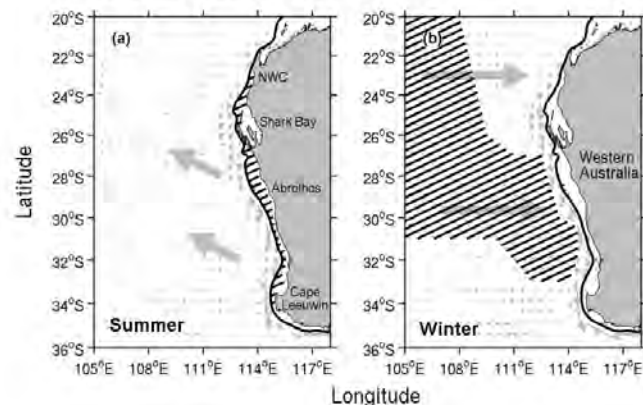 20°S
22°S
24°S
26°S
28°S
30°S
32°S
34°S
36°S
Latitude
(a)
NWC
Shark Bay
Abrolhos
Cape
Leeuwin
Summer
105°E 108°E 111°E 114°E 117°E
20°S
22°S
24°S
26°S
28°S
30°S
32°S
34°S
36°S
(b)
Western
Australia
Winter
105°E 108°E 111°E 114°E 117°E
Longitude